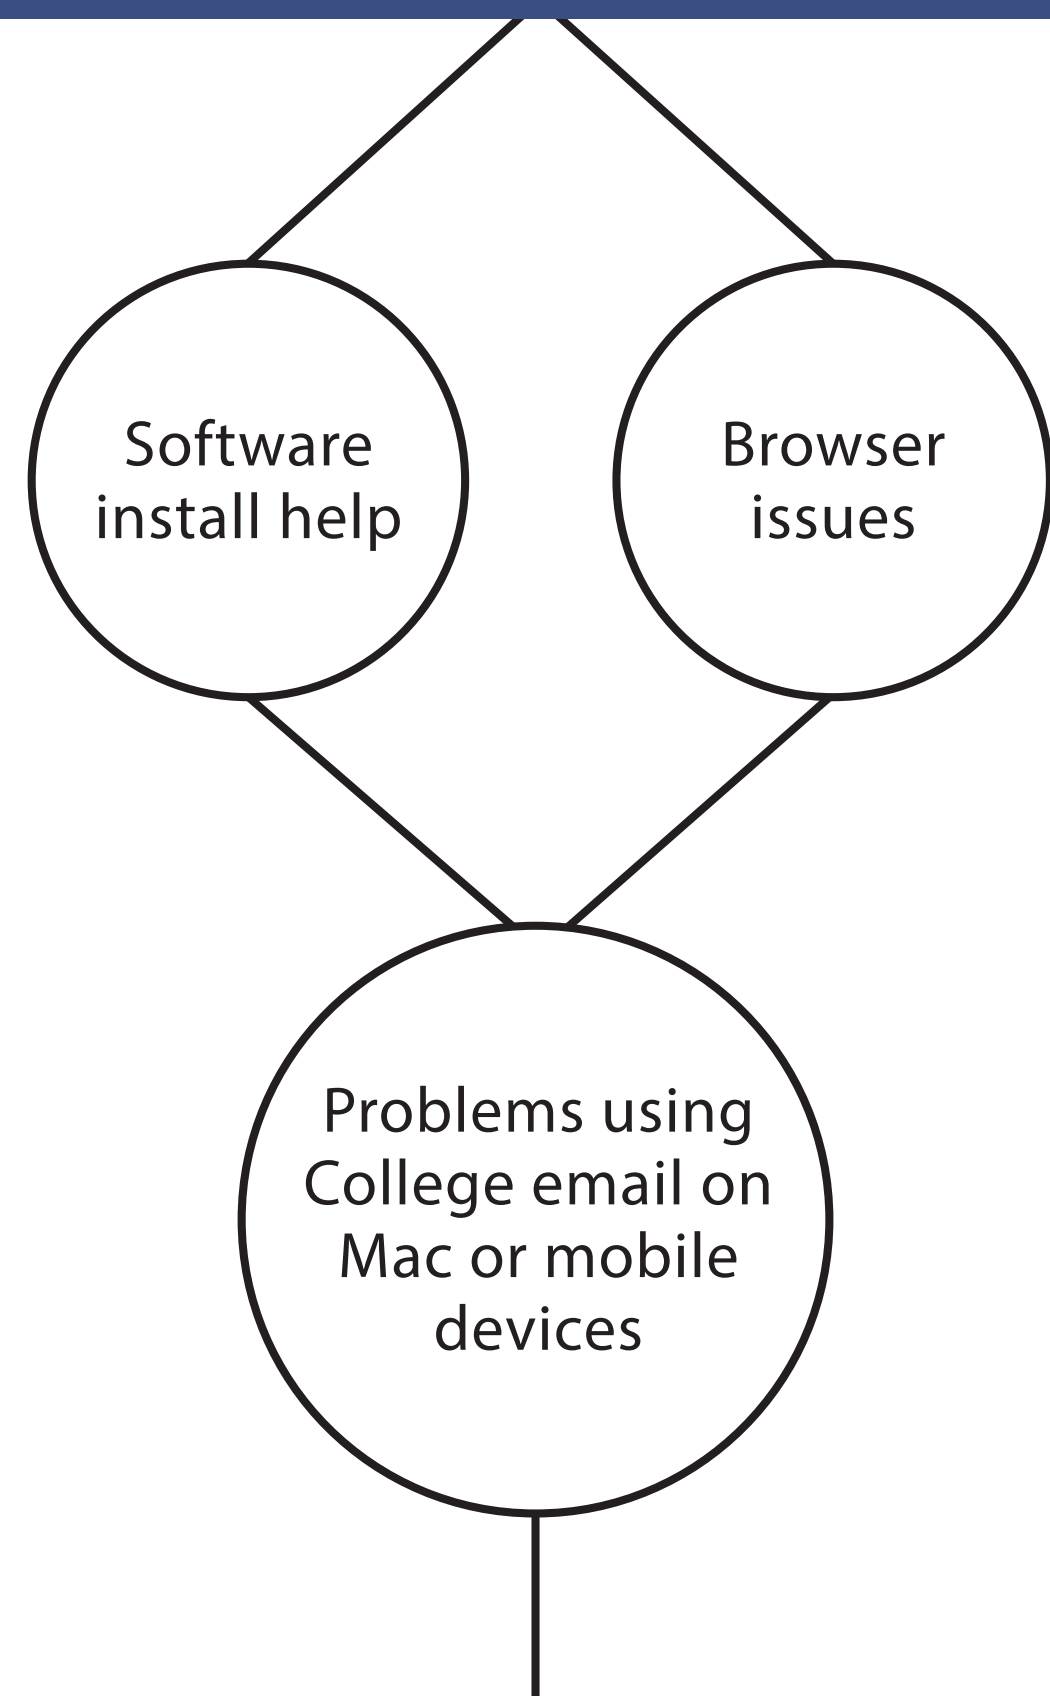 Software
install help
Browser
issues
Problems using
College email on
Mac or mobile
devices